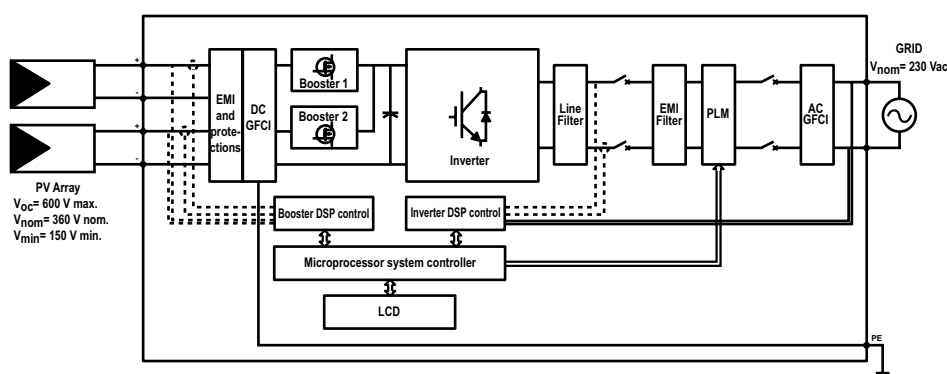 GRID
Vnom= 230 Vac
+
-
+
-
EMI
and
prote-
ctions
DC
GFCI
Booster 1
Booster 2
Inverter
Line
Filter
EMI
Filter
PLM
AC
GFCI
PV Array
Voc= 600 V max.
Vnom= 360 V nom.
Vmin= 150 V min.
Booster DSP control
Inverter DSP control
Microprocessor system controller
LCD
PE